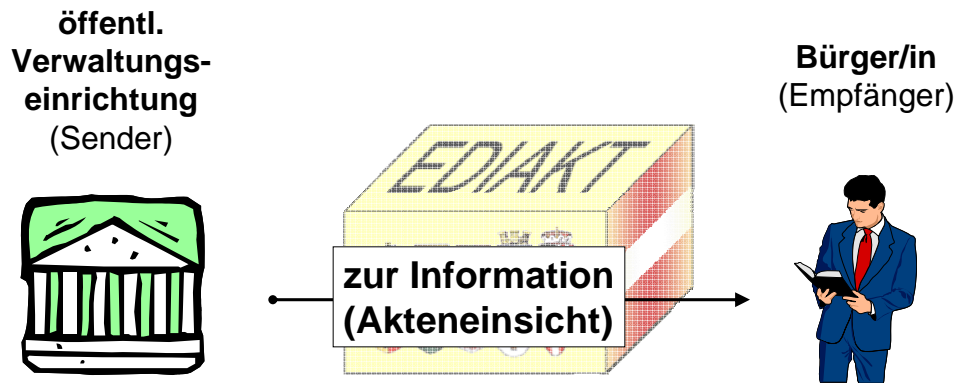 öffentl.
Verwaltungs-
einrichtung
(Sender)
Bürger/in
(Empfänger)
EDIAKT
zur Information
(Akteneinsicht)